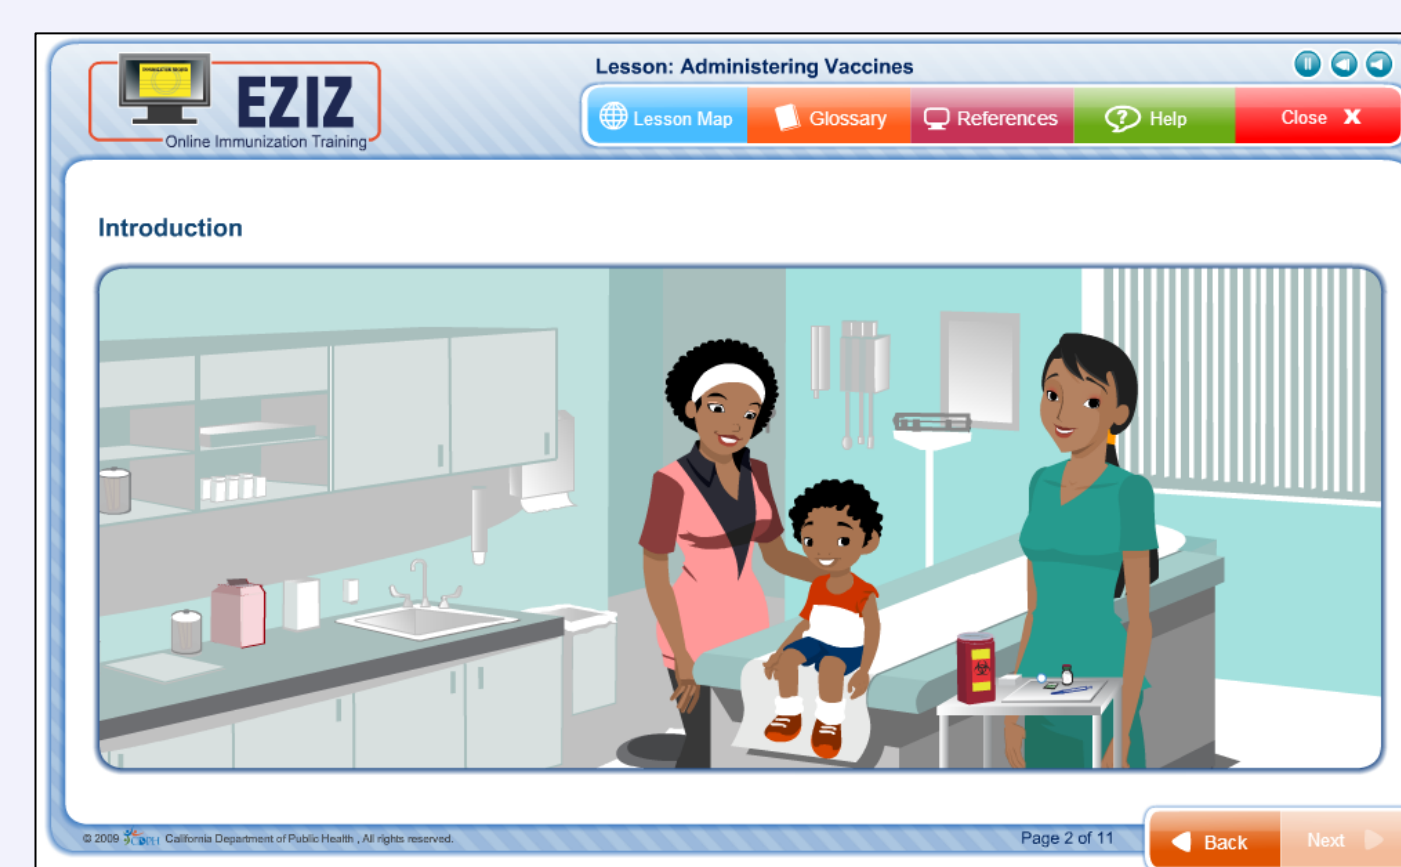 Lesson: Administering Vaccines
EZIZ
Online Immunization Training
Lesson Map
Glossary
References
Help
Close X
Introduction
© 2009 CDPH California Department of Public Health , All rights reserved.
Page 2 of 11
Back
Next